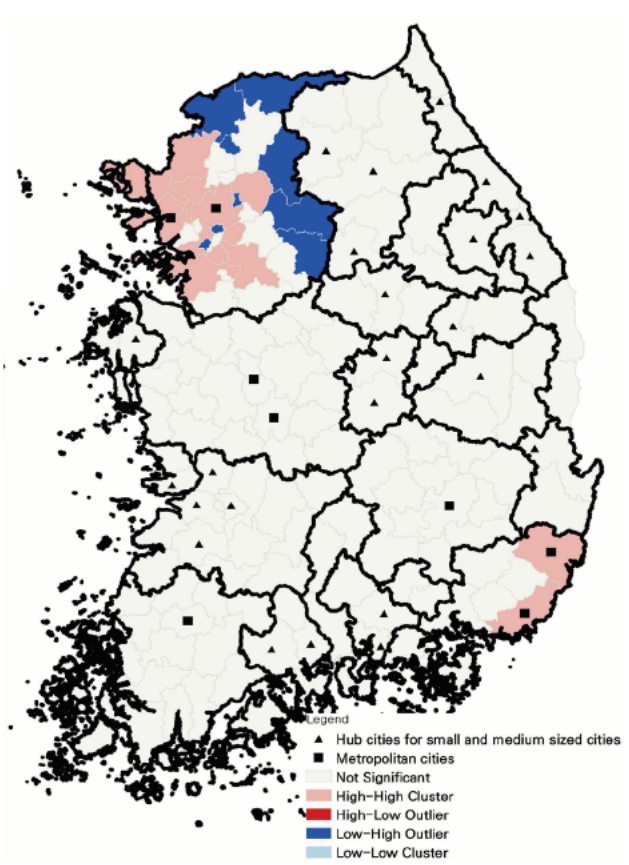 Legend
Hub cities for small and medium sized cities
Metropolitan cities
Not Significant
High-High Cluster
High-Low Outlier
Low-High Outlier
Low-Low Cluster